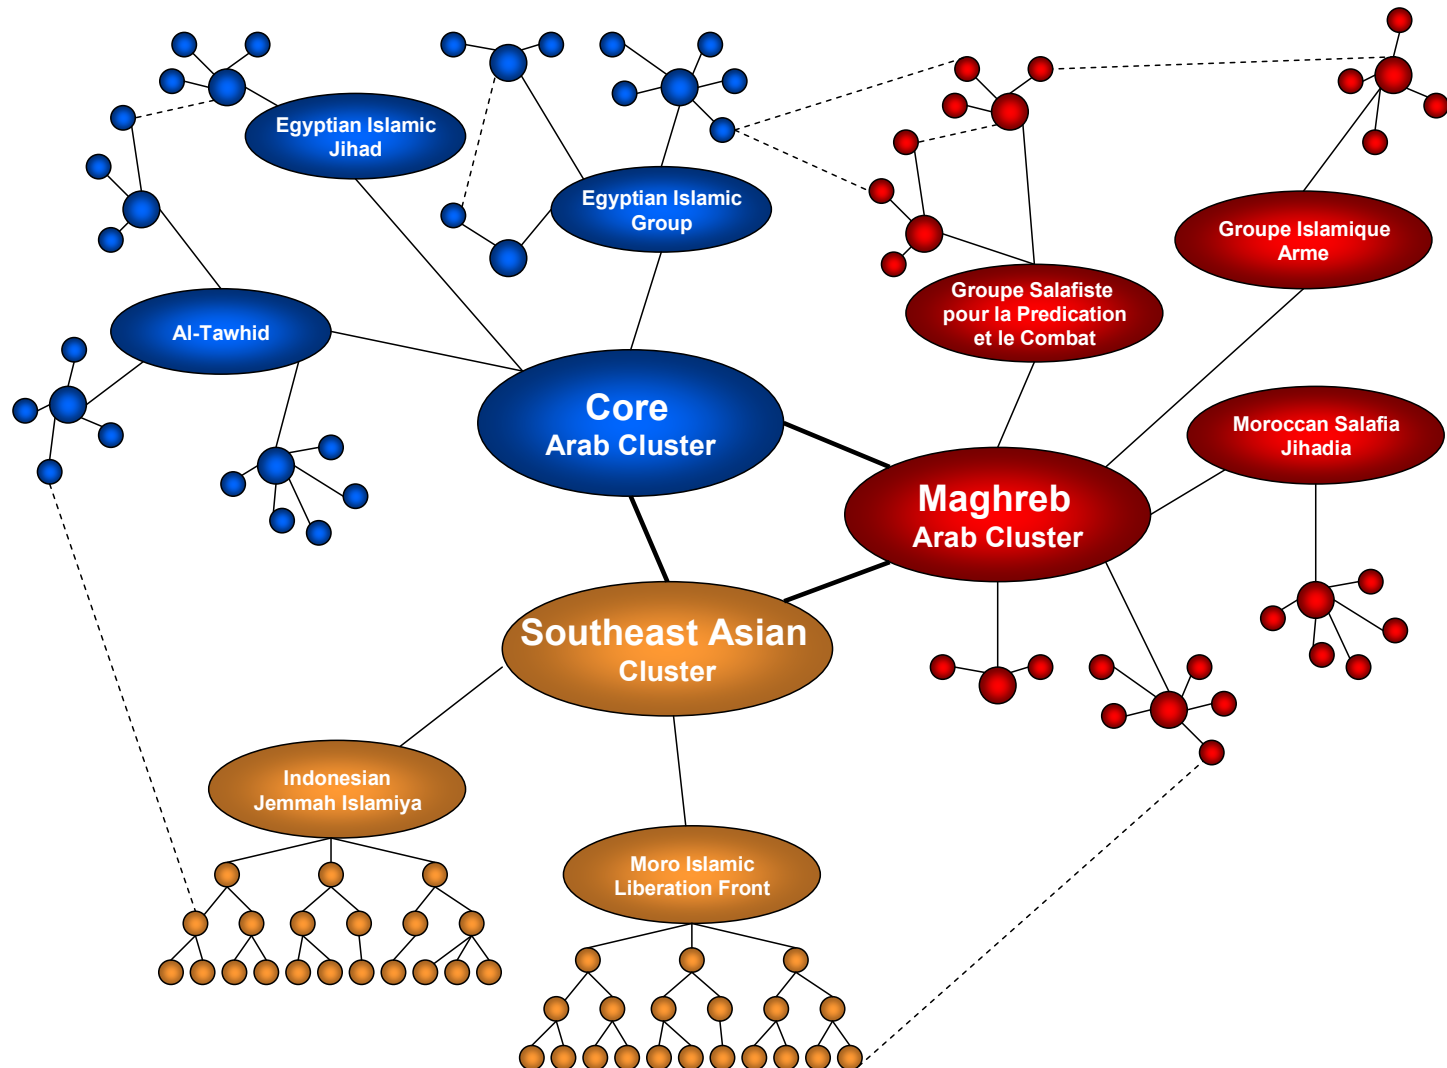 Egyptian Islamic
Jihad
Egyptian Islamic
Group
Groupe Islamique
Arme
Groupe Salafiste
pour la Predication
et le Combat
Al-Tawhid
Core
Arab Cluster
Moroccan Salafia
Jihadia
Maghreb
Arab Cluster
Southeast Asian
Cluster
Indonesian
Jemmah Islamiya
Moro Islamic
Liberation Front